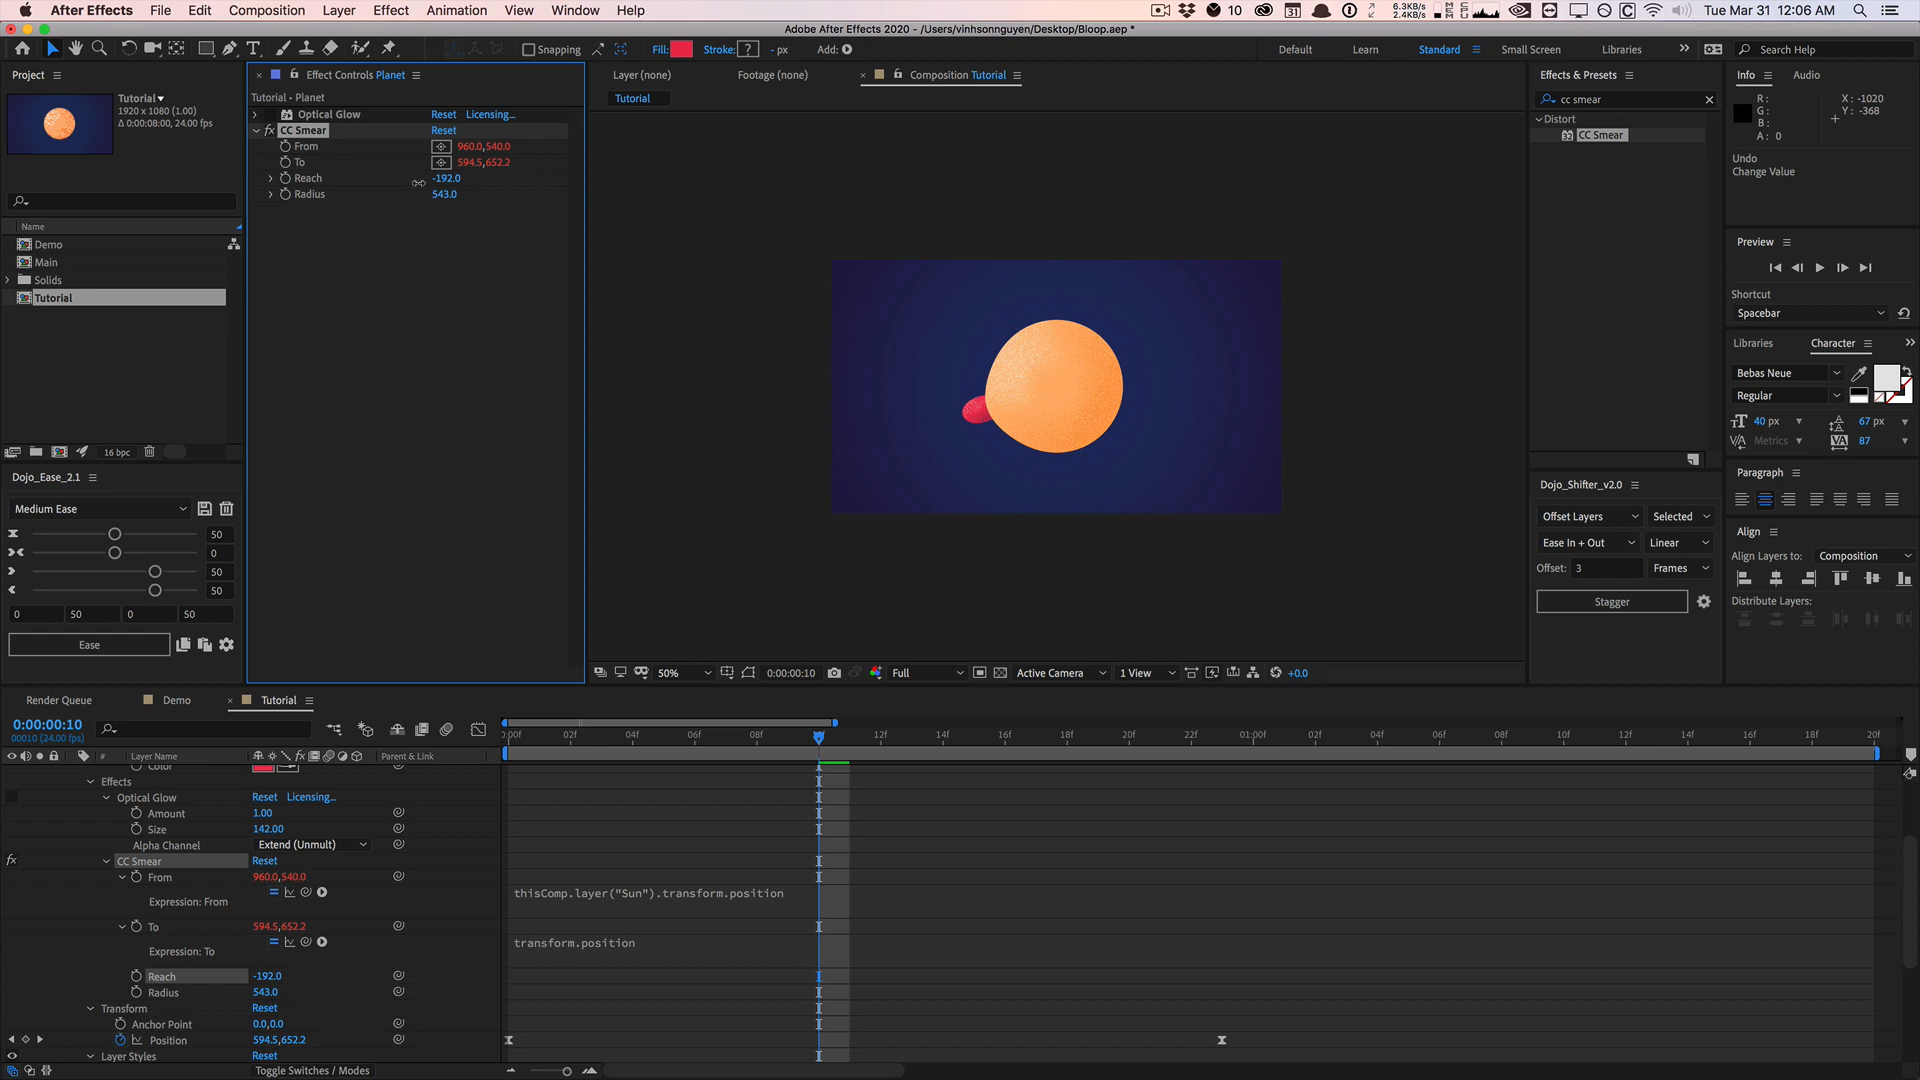 After Effects File Edit Composition Layer Effect Animation View Window Help 10 31 6.3KB/s 2.4KB/s Tue Mar 31 12:06 AM
Adobe After Effects 2020 - /Users/vinhsonnguyen/Desktop/Bloop.aep *
Snapping Fill: Stroke: ? - px Add: Default Learn Standard Small Screen Libraries Search Help
Project
Tutorial
1920 x 1080 (1.00)
Δ 0:00:08:00, 24.00 fps
Name
Demo
Main
Solids
Tutorial
16 bpc
Dojo_Ease_2.1
Medium Ease
50
0
50
50
0 50 0 50
Ease
Effect Controls Planet
Tutorial • Planet
Optical Glow Reset Licensing...
fx CC Smear Reset
From 960.0,540.0
To 594.5,652.2
Reach -192.0
Radius 543.0
Layer (none) Footage (none) Composition Tutorial
Tutorial
50% 0:00:00:10 Full Active Camera 1 View +0.0
Effects & Presets
cc smear
Distort
CC Smear
Dojo_Shifter_v2.0
Offset Layers Selected
Ease In + Out Linear
Offset: 3 Frames
Stagger
Info Audio
R: X: -1020
G: Y: -368
B:
A: 0
Undo
Change Value
Preview
Shortcut
Spacebar
Libraries Character
Bebas Neue
Regular
40 px 67 px
Metrics 87
Paragraph
Align
Align Layers to: Composition
Distribute Layers:
Render Queue Demo Tutorial
0:00:00:10
00010 (24.00 fps)
# Layer Name Parent & Link
0:00f 02f 04f 06f 08f 12f 14f 16f 18f 20f 22f 01:00f 04f 06f 08f 10f 12f 14f 16f 20f
Color
Effects
Optical Glow Reset Licensing...
Amount 1.00
Size 142.00
Alpha Channel Extend (Unmult)
fx CC Smear Reset
From 960.0,540.0
Expression: From thisComp.layer("Sun").transform.position
To 594.5,652.2
Expression: To transform.position
Reach -192.0
Radius 543.0
Transform Reset
Anchor Point 0.0,0.0
Position 594.5,652.2
Layer Styles Reset
Toggle Switches / Modes